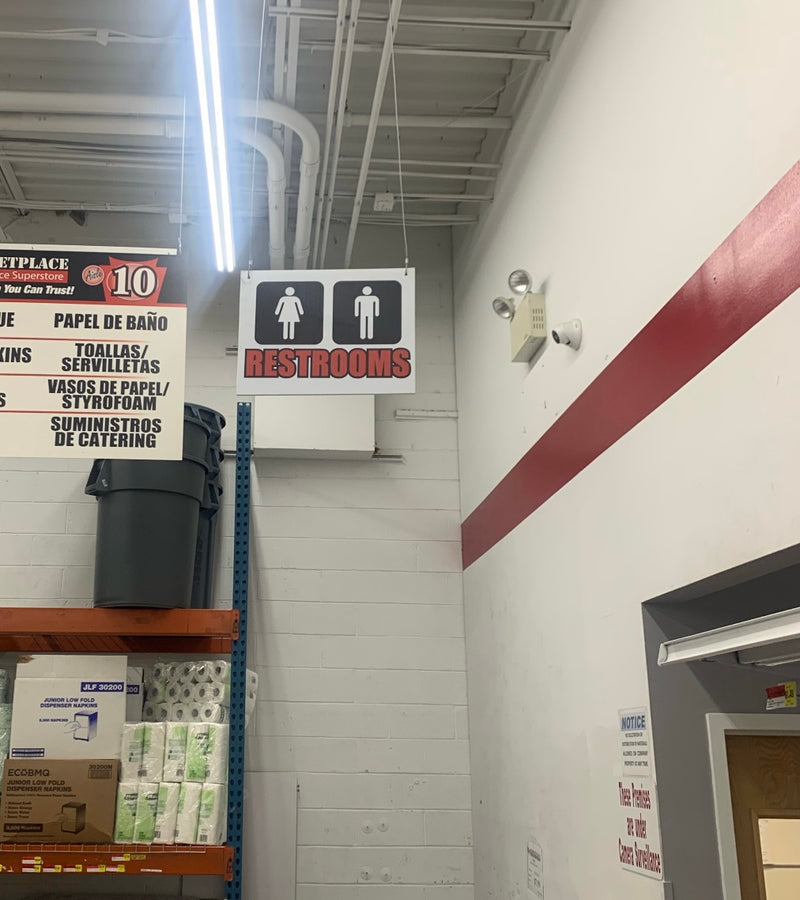 ETPLACE
ce Superstore
You Can Trust!
10
UE
PAPEL DE BAÑO
KINS
TOALLAS/
SERVILLETAS
S
VASOS DE PAPEL/
STYROFOAM
SUMINISTROS
DE CATERING
RESTROOMS
JLF 30200
JUNIOR LOW FOLD
DISPENSER NAPKINS
ECOBMQ
30200N
JUNIOR LOW FOLD
DISPENSER NAPKINS
NOTICE
These Premises
are under
Camera Surveillance